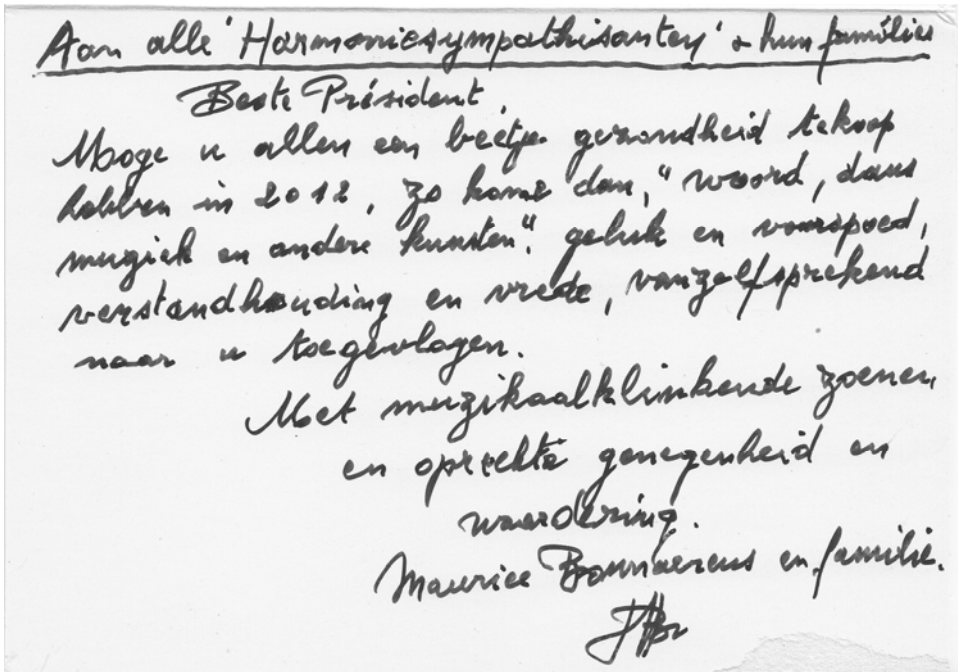 Aan alle 'Harmoniesympathisanten' & hun families
Beste Président,
Moge u allen een beetje gezondheid tekoop
hebben in 2012, zo kome dan, "woord, dans
muziek en andere kunsten", geluk en voorspoed,
verstandhouding en vrede, vanzelfsprekend
naar u toegevlogen.
Met muzikaalklinkende zoenen,
en oprechte genegenheid en
waardering.
Maurice en familie.